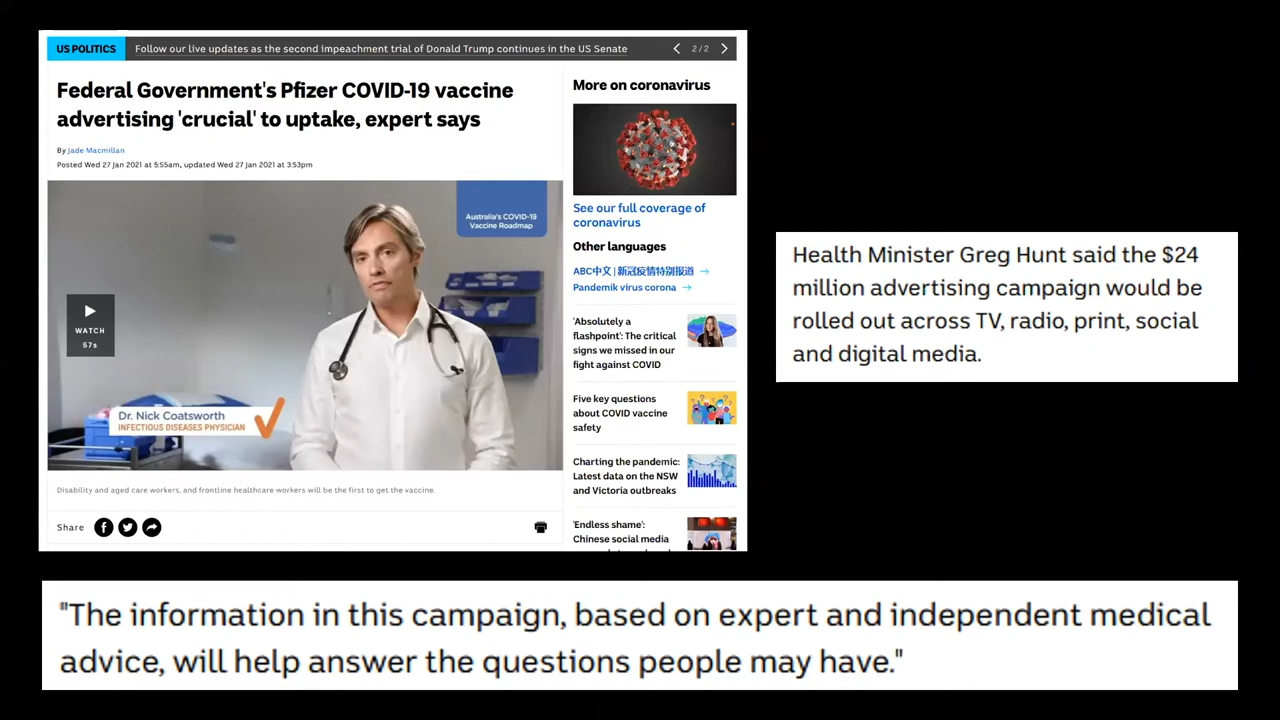 US POLITICS
Follow our live updates as the second impeachment trial of Donald Trump continues in the US Senate
2/2
Federal Government's Pfizer COVID-19 vaccine
advertising 'crucial' to uptake, expert says
By Jade Macmillan
Posted Wed 27 Jan 2021 at 5:55am, updated Wed 27 Jan 2021 at 3:53pm
Australia's COVID-19
Vaccine Roadmap
WATCH
57s
Dr. Nick Coatsworth
INFECTIOUS DISEASES PHYSICIAN
Disability and aged care workers, and frontline healthcare workers will be the first to get the vaccine.
Share
More on coronavirus
See our full coverage of
coronavirus
Other languages
ABC中文 | 新冠疫情特别报道
Pandemik virus corona
'Absolutely a
flashpoint': The critical
signs we missed in our
fight against COVID
Five key questions
about COVID vaccine
safety
Charting the pandemic:
Latest data on the NSW
and Victoria outbreaks
'Endless shame':
Chinese social media
Health Minister Greg Hunt said the $24
million advertising campaign would be
rolled out across TV, radio, print, social
and digital media.
"The information in this campaign, based on expert and independent medical
advice, will help answer the questions people may have."